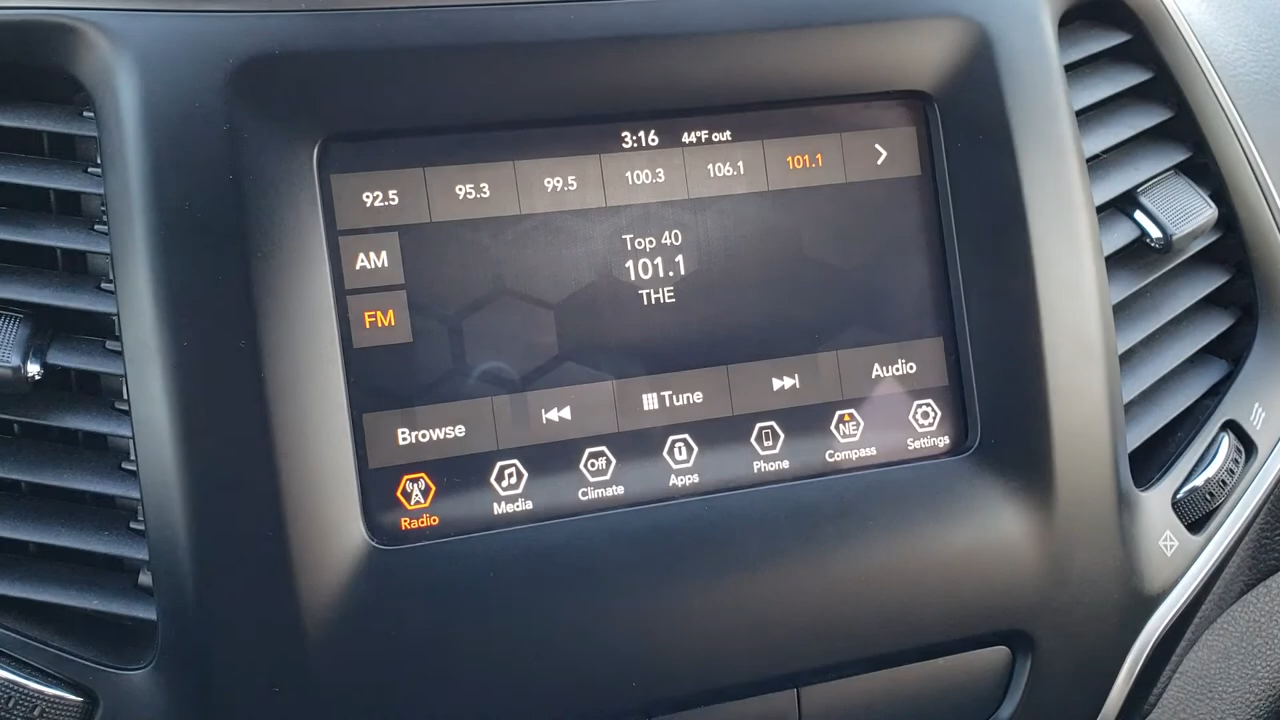 3:16 44°F out
92.5 95.3 99.5 100.3 106.1 101.1
AM
FM
Top 40
101.1
THE
Browse Tune Audio
Radio Media Off Climate Apps Phone NE Compass Settings